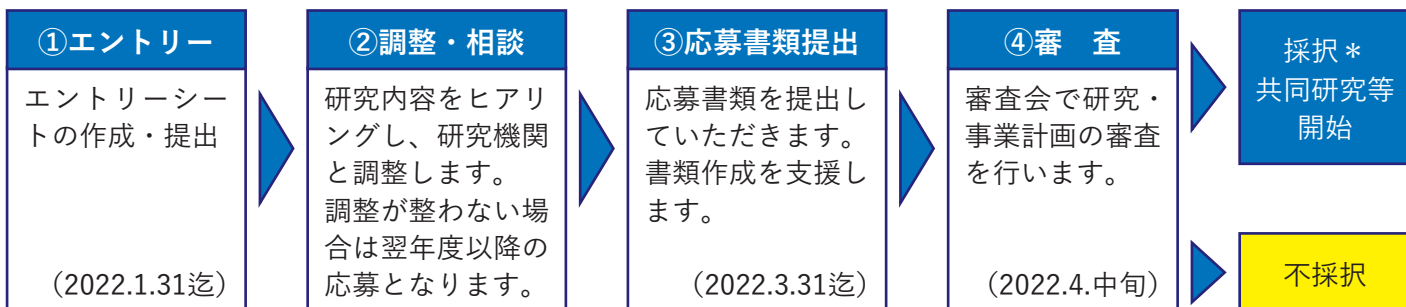 ①エントリー
エントリーシー
トの作成・提出
（2022.1.31迄）
②調整・相談
研究内容をヒアリ
ングし、研究機関
と調整します。
調整が整わない場
合は翌年度以降の
応募となります。
③応募書類提出
応募書類を提出し
ていただきます。
書類作成を支援し
ます。
（2022.3.31迄）
④審　査
審査会で研究・
事業計画の審査
を行います。
（2022.4.中旬）
採択＊
共同研究等
開始
不採択